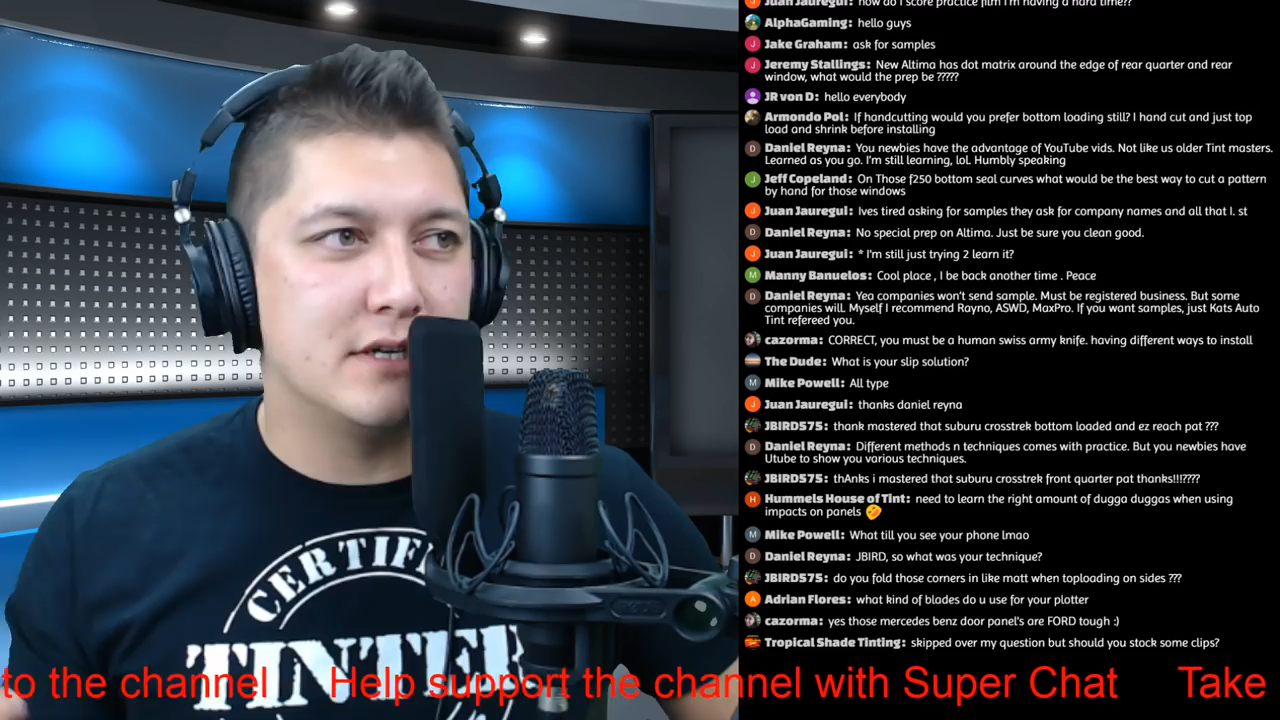 Juan Jauregui: how do I score practice film i'm having a hard time??
AlphaGaming: hello guys
Jake Graham: ask for samples
Jeremy Stallings: New Altima has dot matrix around the edge of rear quarter and rear
window, what would the prep be ?????
JR von D: hello everybody
Armondo Pol: If handcutting would you prefer bottom loading still? I hand cut and just top
load and shrink before installing
Daniel Reyna: You newbies have the advantage of YouTube vids. Not like us older Tint masters.
Learned as you go. I'm still learning, lol. Humbly speaking
Jeff Copeland: On Those f250 bottom seal curves what would be the best way to cut a pattern
by hand for those windows
Juan Jauregui: Ives tired asking for samples they ask for company names and all that I. st
Daniel Reyna: No special prep on Altima. Just be sure you clean good.
Juan Jauregui: * I'm still just trying 2 learn it?
Manny Banuelos: Cool place , I be back another time . Peace
Daniel Reyna: Yea companies won't send sample. Must be registered business. But some
companies will. Myself I recommend Rayno, ASWD, MaxPro. If you want samples, just Kats Auto
Tint refereed you.
cazorma: CORRECT, you must be a human swiss army knife. having different ways to install
The Dude: What is your slip solution?
Mike Powell: All type
Juan Jauregui: thanks daniel reyna
JBIRD575: thank mastered that suburu crosstrek bottom loaded and ez reach pat ???
Daniel Reyna: Different methods n techniques comes with practice. But you newbies have
Utube to show you various techniques.
JBIRD575: thAnks i mastered that suburu crosstrek front quarter pat thanks!!!????
Hummels House of Tint: need to learn the right amount of dugga duggas when using
impacts on panels 🤔
Mike Powell: What till you see your phone lmao
Daniel Reyna: JBIRD, so what was your technique?
JBIRD575: do you fold those corners in like matt when toploading on sides ???
Adrian Flores: what kind of blades do u use for your plotter
cazorma: yes those mercedes benz door panel's are FORD tough :)
Tropical Shade Tinting: skipped over my question but should you stock some clips?
CERTIFI
TINTER
to the channel Help support the channel with Super Chat Take